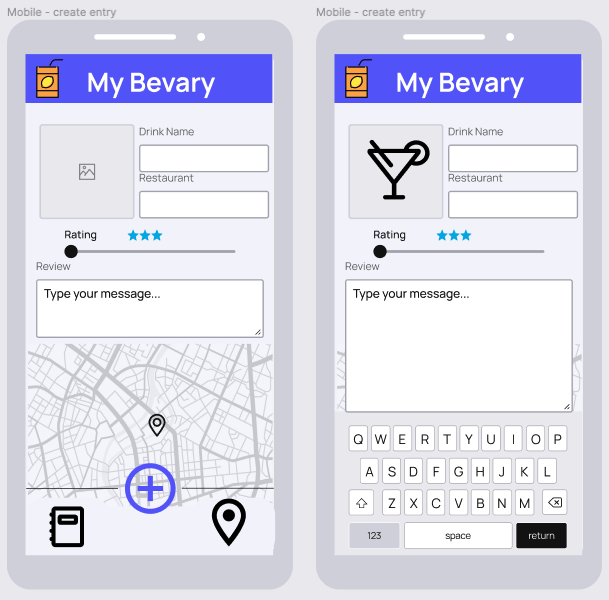 Mobile - create entry
My Bevary
Drink Name
Restaurant
Rating
Review
Type your message...
Mobile - create entry
My Bevary
Drink Name
Restaurant
Rating
Review
Type your message...
Q W E R T Y U I O P
A S D F G H J K L
Z X C V B N M
123 space return